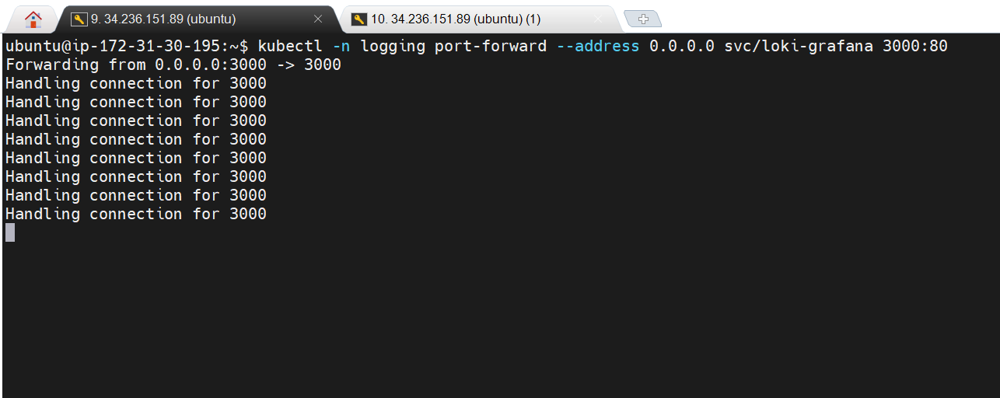 9. 34.236.151.89 (ubuntu)
10. 34.236.151.89 (ubuntu) (1)
ubuntu@ip-172-31-30-195:~$ kubectl -n logging port-forward --address 0.0.0.0 svc/loki-grafana 3000:80
Forwarding from 0.0.0.0:3000 -> 3000
Handling connection for 3000
Handling connection for 3000
Handling connection for 3000
Handling connection for 3000
Handling connection for 3000
Handling connection for 3000
Handling connection for 3000
Handling connection for 3000